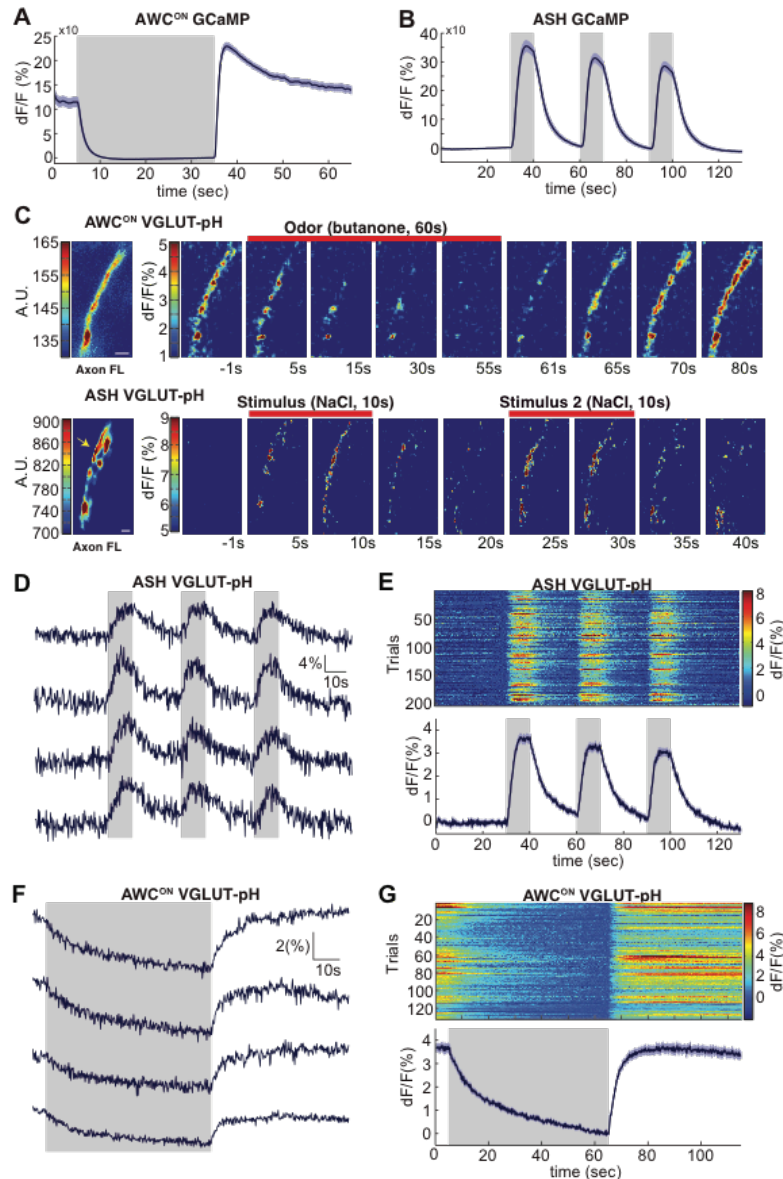 A
AWCᴼᴺ GCaMP
x10
dF/F (%)
25
20
15
10
5
0
0 10 20 30 40 50 60
time (sec)
B
ASH GCaMP
x10
dF/F (%)
40
30
20
10
0
20 40 60 80 100 120
time (sec)
C
AWCᴼᴺ VGLUT-pH
Odor (butanone, 60s)
A.U.
165
155
145
135
Axon FL
dF/F(%)
5
4
3
2
1
-1s 5s 15s 30s 55s 61s 65s 70s 80s
ASH VGLUT-pH
Stimulus (NaCl, 10s)
Stimulus 2 (NaCl, 10s)
A.U.
900
860
820
780
740
700
Axon FL
dF/F (%)
9
8
7
6
5
-1s 5s 10s 15s 20s 25s 30s 35s 40s
D
ASH VGLUT-pH
4%
10s
E
ASH VGLUT-pH
Trials
50
100
150
200
8
6
4
2
0
dF/F(%)
dF/F(%)
4
3
2
1
0
0 20 40 60 80 100 120
time (sec)
F
AWCᴼᴺ VGLUT-pH
2(%)
10s
G
AWCᴼᴺ VGLUT-pH
Trials
20
40
60
80
100
120
8
6
4
2
0
dF/F(%)
dF/F(%)
4
3
2
1
0
0 20 40 60 80 100
time (sec)